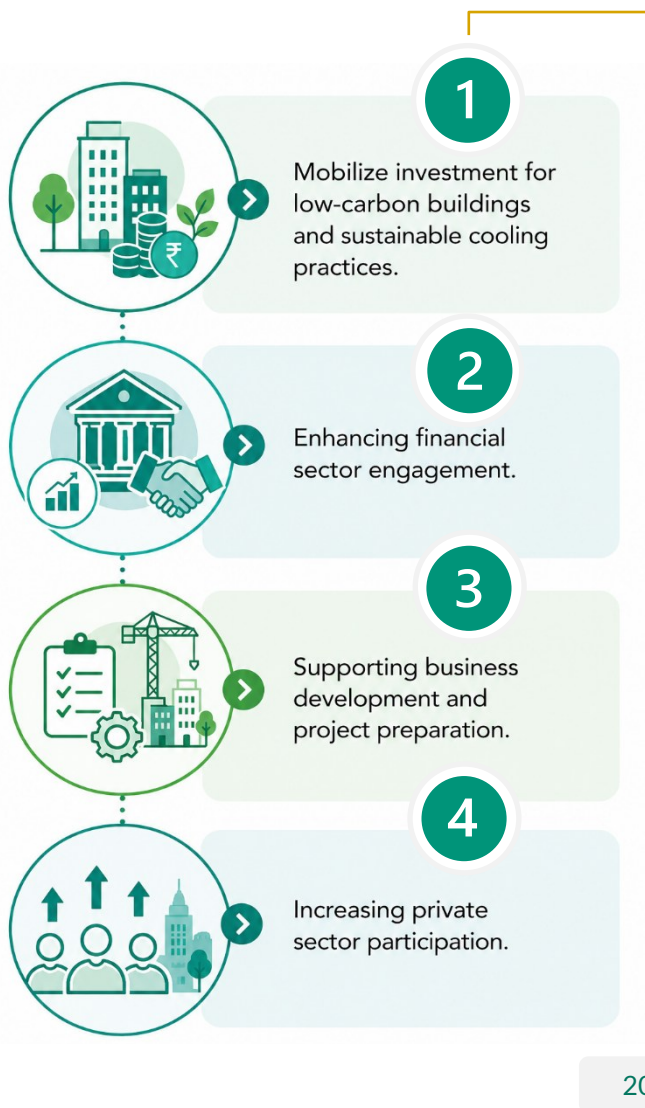 1
Mobilize investment for
low-carbon buildings
and sustainable cooling
practices.
₹
2
Enhancing financial
sector engagement.
3
Supporting business
development and
project preparation.
4
Increasing private
sector participation.
20